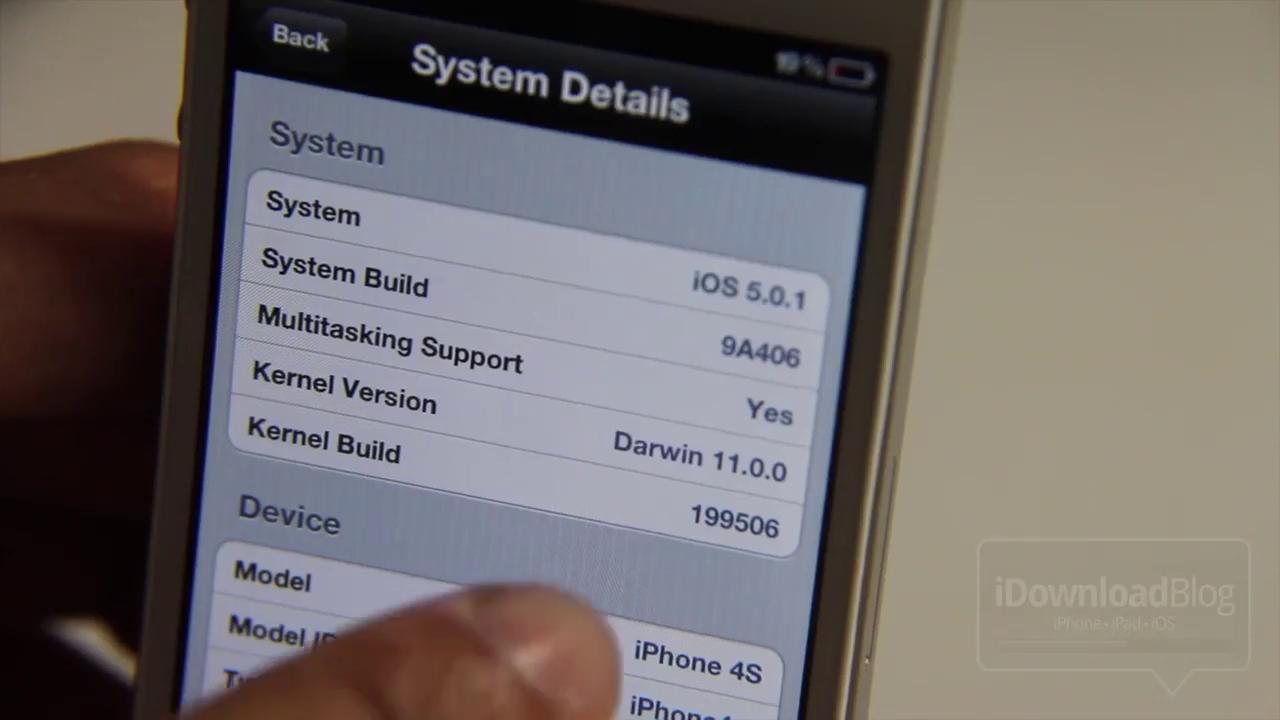 Back
System Details
System
System
iOS 5.0.1
System Build
9A406
Multitasking Support
Yes
Kernel Version
Darwin 11.0.0
Kernel Build
199506
Device
Model
iPhone 4S
Model
iDownloadBlog
iPhone • iPad • iOS